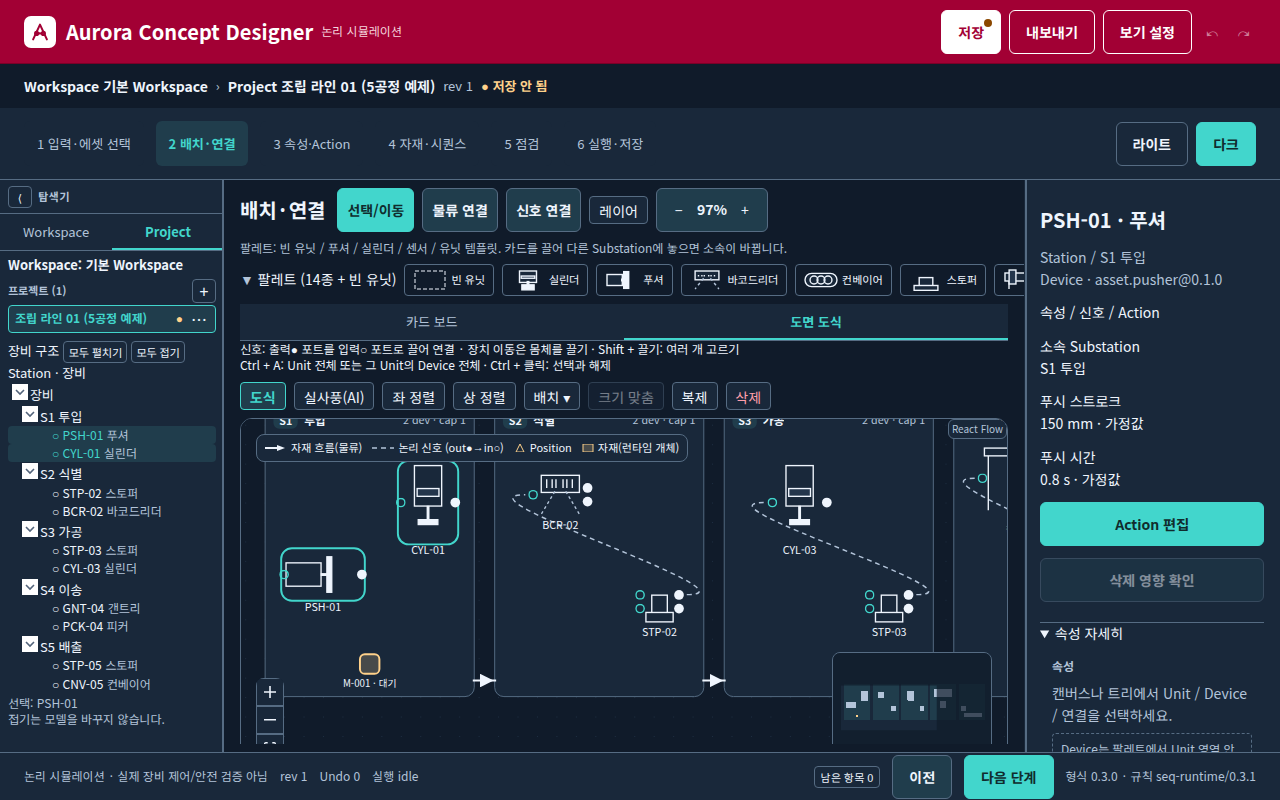 Aurora Concept Designer 논리 시뮬레이션
저장 내보내기 보기 설정
Workspace 기본 Workspace › Project 조립 라인 01 (5공정 예제) rev 1 ● 저장 안 됨
1 입력·에셋 선택 2 배치·연결 3 속성·Action 4 자재·시퀀스 5 점검 6 실행·저장
라이트 다크
탐색기
Workspace Project
Workspace: 기본 Workspace
프로젝트 (1) +
조립 라인 01 (5공정 예제) ● ···
장비 구조 모두 펼치기 모두 접기
Station · 장비
장비
S1 투입
○ PSH-01 푸셔
○ CYL-01 실린더
S2 식별
○ STP-02 스토퍼
○ BCR-02 바코드리더
S3 가공
○ STP-03 스토퍼
○ CYL-03 실린더
S4 이송
○ GNT-04 갠트리
○ PCK-04 피커
S5 배출
○ STP-05 스토퍼
○ CNV-05 컨베이어
선택: PSH-01
접기는 모델을 바꾸지 않습니다.
배치·연결 선택/이동 물류 연결 신호 연결 레이어 − 97% +
팔레트: 빈 유닛 / 푸셔 / 실린더 / 센서 / 유닛 템플릿. 카드를 끌어 다른 Substation에 놓으면 소속이 바뀝니다.
▼ 팔레트 (14종 + 빈 유닛) 빈 유닛 실린더 푸셔 바코드리더 컨베이어 스토퍼
카드 보드 도면 도식
신호: 출력● 포트를 입력○ 포트로 끌어 연결 · 장치 이동은 몸체를 끌기 · Shift + 끌기: 여러 개 고르기
Ctrl + A: Unit 전체 또는 그 Unit의 Device 전체 · Ctrl + 클릭: 선택과 해제
도식 실사풍(AI) 좌 정렬 상 정렬 배치 ▾ 크기 맞춤 복제 삭제
S1 투입 2 dev · cap 1 S2 식별 2 dev · cap 1 S3 가공 2 dev · cap 1
React Flow
자재 흐름(물류) 논리 신호 (out●→in○) Position 자재(런타임 개체)
BCR-02
CYL-01
CYL-03
PSH-01
STP-02
STP-03
M-001 · 대기
+
−
PSH-01 · 푸셔
Station / S1 투입
Device · asset.pusher@0.1.0
속성 / 신호 / Action
소속 Substation
S1 투입
푸시 스트로크
150 mm · 가정값
푸시 시간
0.8 s · 가정값
Action 편집
삭제 영향 확인
▼ 속성 자세히
속성
캔버스나 트리에서 Unit / Device
/ 연결을 선택하세요.
Device는 팔레트에서 Unit 영역 안
논리 시뮬레이션 · 실제 장비 제어/안전 검증 아님 rev 1 Undo 0 실행 idle
남은 항목 0 이전 다음 단계 형식 0.3.0 · 규칙 seq-runtime/0.3.1